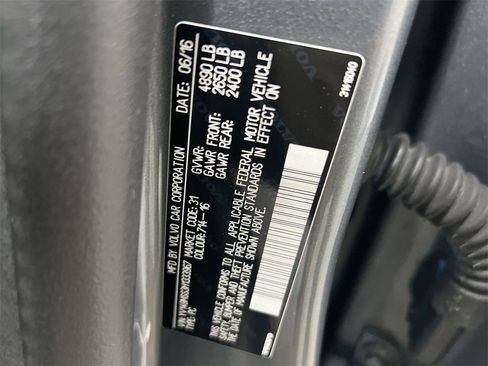 MFD BY VOLVO CAR CORPORATION DATE: 06/16
MARKET CODE: 31 GVWR: 4890 LB
COLOUR: 714-16 GAWR FRONT: 2650 LB
GAWR REAR: 2400 LB
TYPE: PC
THIS VEHICLE CONFORMS TO ALL APPLICABLE FEDERAL MOTOR VEHICLE
SAFETY, BUMPER AND THEFT PREVENTION STANDARDS IN EFFECT ON
THE DATE OF MANUFACTURE SHOWN ABOVE.